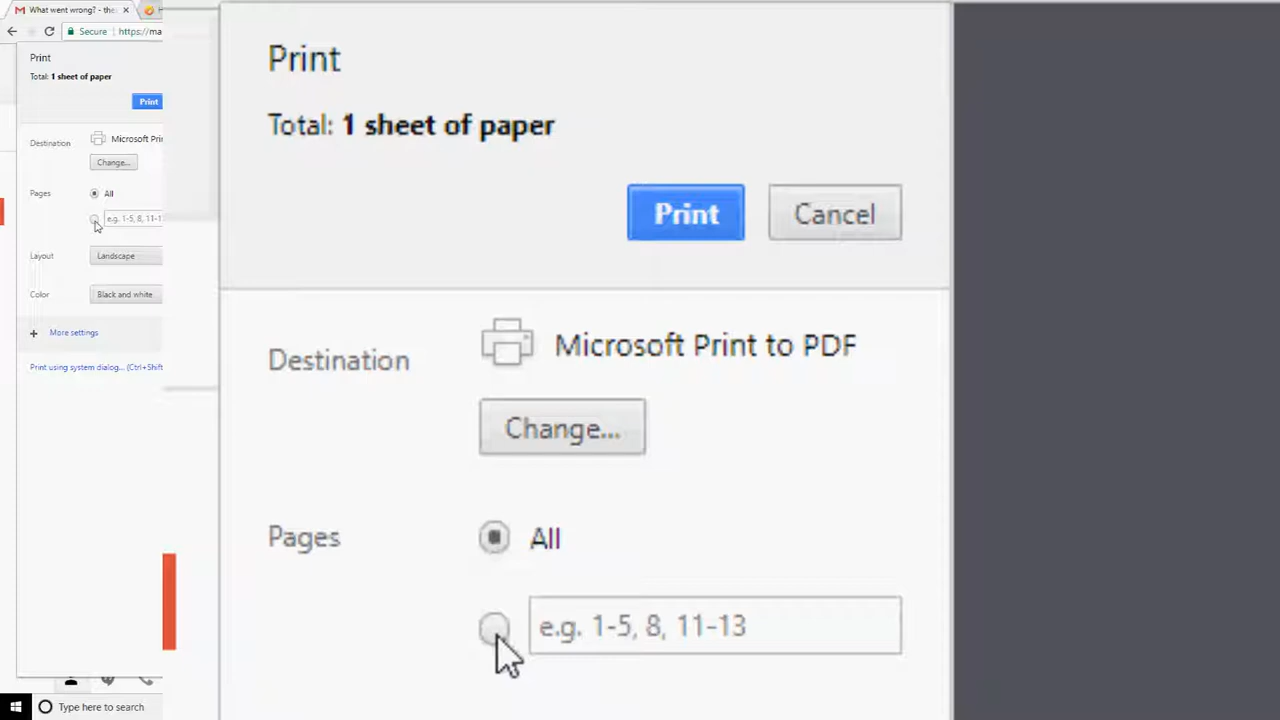 What went wrong? - the
Secure
https://ma
Print
Total: 1 sheet of paper
Print
Destination
Microsoft Prin
Change...
Pages
All
e.g. 1-5, 8, 11-1
Layout
Landscape
Color
Black and white
+ More settings
Print using system dialog... (Ctrl+Shift
Type here to search
Print
Total: 1 sheet of paper
Print
Cancel
Destination
Microsoft Print to PDF
Change...
Pages
All
e.g. 1-5, 8, 11-13